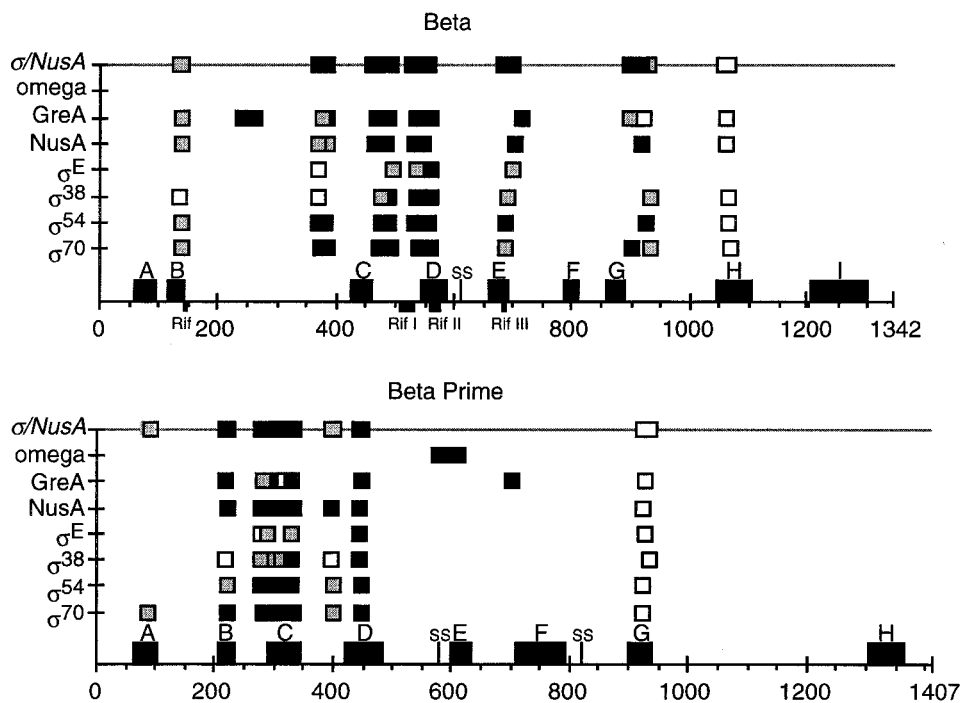 Beta
σ/NusA
omega
GreA
NusA
σE
σ38
σ54
σ70
A B C D ss E F G H I
0 200 400 800 1000 1200 1342
Rif Rif I Rif II Rif III
Beta Prime
σ/NusA
omega
GreA
NusA
σE
σ38
σ54
σ70
A B C D ss E F ss G H
0 200 400 600 800 1000 1200 1407